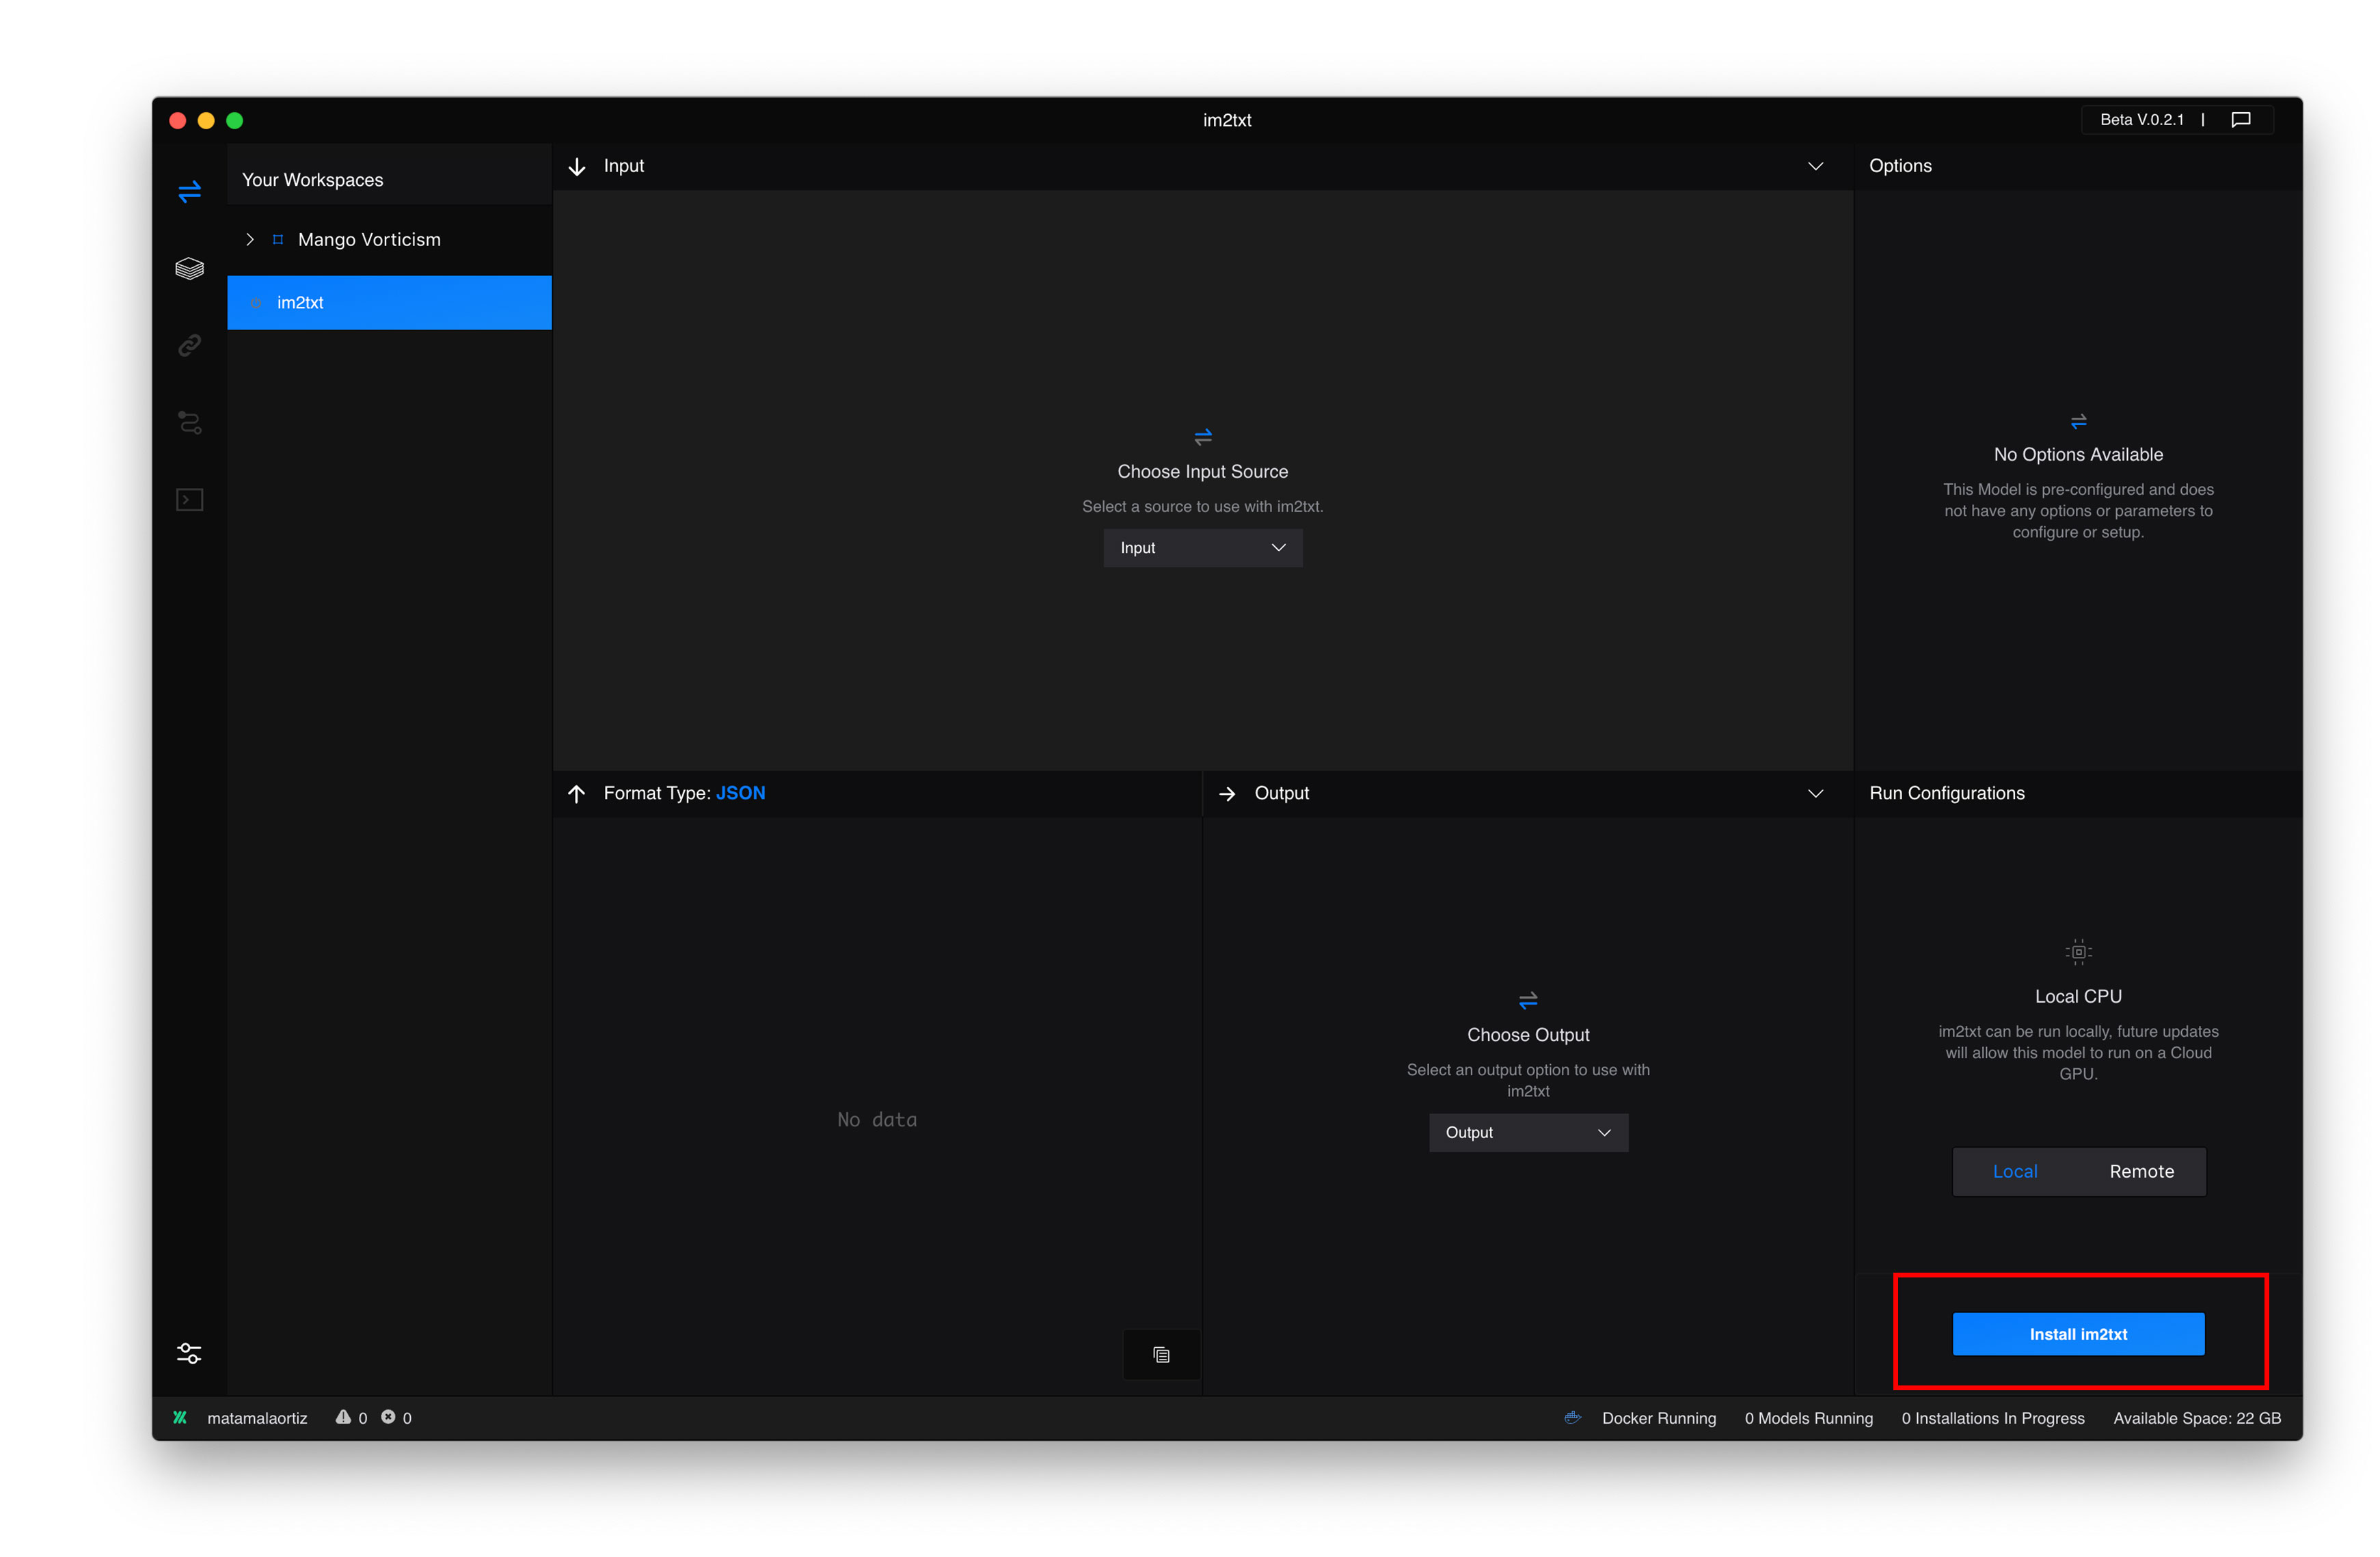 im2txt
Beta V.0.2.1 |
Your Workspaces
Mango Vorticism
im2txt
Input
Choose Input Source
Select a source to use with im2txt.
Input
Options
No Options Available
This Model is pre-configured and does
not have any options or parameters to
configure or setup.
Format Type: JSON
No data
Output
Choose Output
Select an output option to use with
im2txt
Output
Run Configurations
Local CPU
im2txt can be run locally, future updates
will allow this model to run on a Cloud
GPU.
Local Remote
Install im2txt
matamalaortiz 0 0
Docker Running 0 Models Running 0 Installations In Progress Available Space: 22 GB